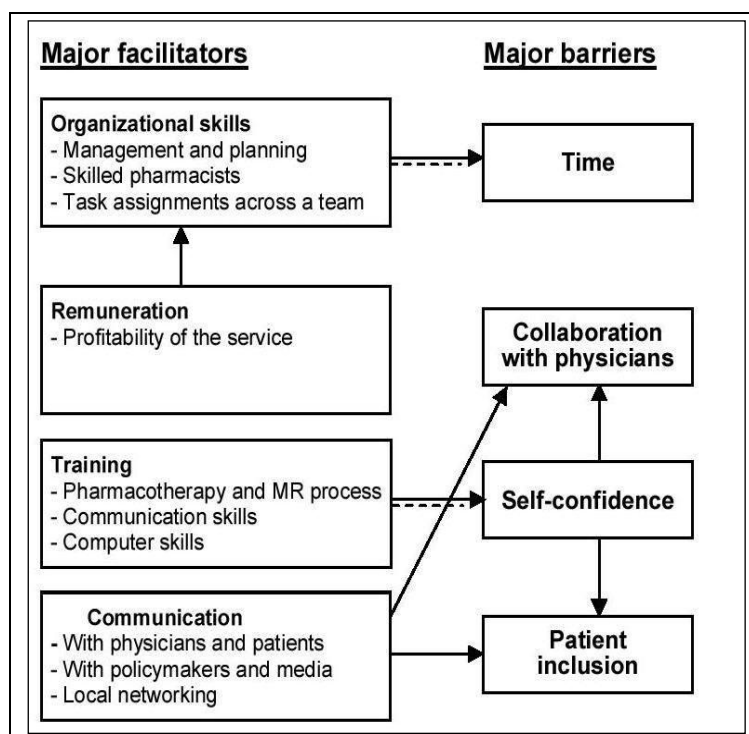 Major facilitators
Major barriers
Organizational skills
- Management and planning
- Skilled pharmacists
- Task assignments across a team
Time
Remuneration
- Profitability of the service
Collaboration
with physicians
Training
- Pharmacotherapy and MR process
- Communication skills
- Computer skills
Self-confidence
Communication
- With physicians and patients
- With policymakers and media
- Local networking
Patient
inclusion